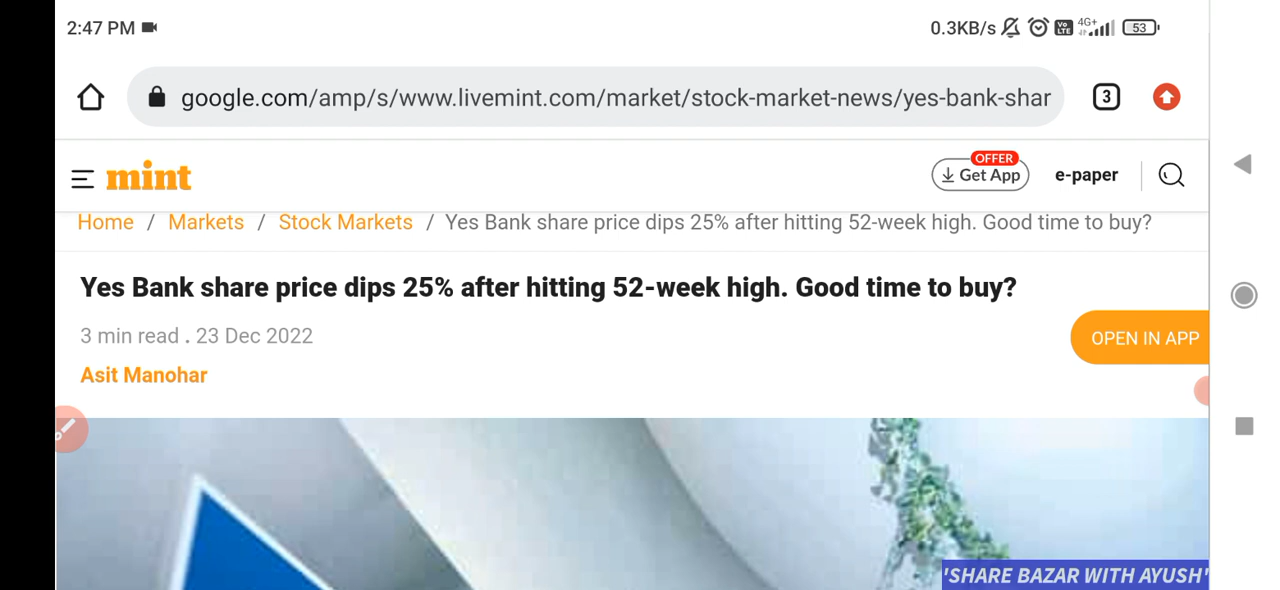 2:47 PM
0.3KB/s
4G+
Vo
LTE
53
google.com/amp/s/www.livemint.com/market/stock-market-news/yes-bank-shar
3
mint
OFFER
Get App
e-paper
Home / Markets / Stock Markets / Yes Bank share price dips 25% after hitting 52-week high. Good time to buy?
Yes Bank share price dips 25% after hitting 52-week high. Good time to buy?
3 min read . 23 Dec 2022
OPEN IN APP
Asit Manohar
'SHARE BAZAR WITH AYUSH'